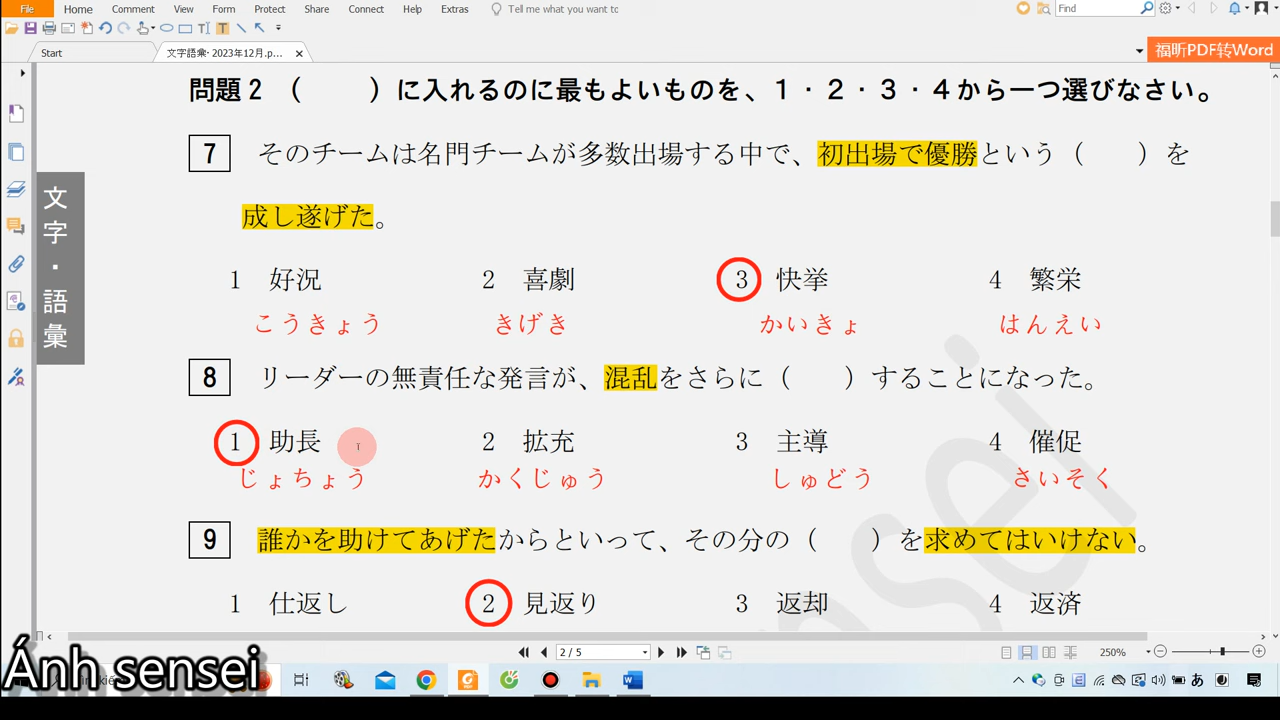 File Home Comment View Form Protect Share Connect Help Extras Tell me what you want to Find
Start 文字語彙・2023年12月.p... 福昕PDF转Word
問題2 （　　）に入れるのに最もよいものを、1・2・3・4から一つ選びなさい。
7 そのチームは名門チームが多数出場する中で、初出場で優勝という（　　）を
成し遂げた。
1 好況 2 喜劇 3 快挙 4 繁栄
こうきょう きげき かいきょ はんえい
文字・語彙
8 リーダーの無責任な発言が、混乱をさらに（　　）することになった。
1 助長 2 拡充 3 主導 4 催促
じょちょう かくじゅう しゅどう さいそく
9 誰かを助けてあげたからといって、その分の（　　）を求めてはいけない。
1 仕返し 2 見返り 3 返却 4 返済
nsei
2 / 5 250%
Ánh sensei
あ